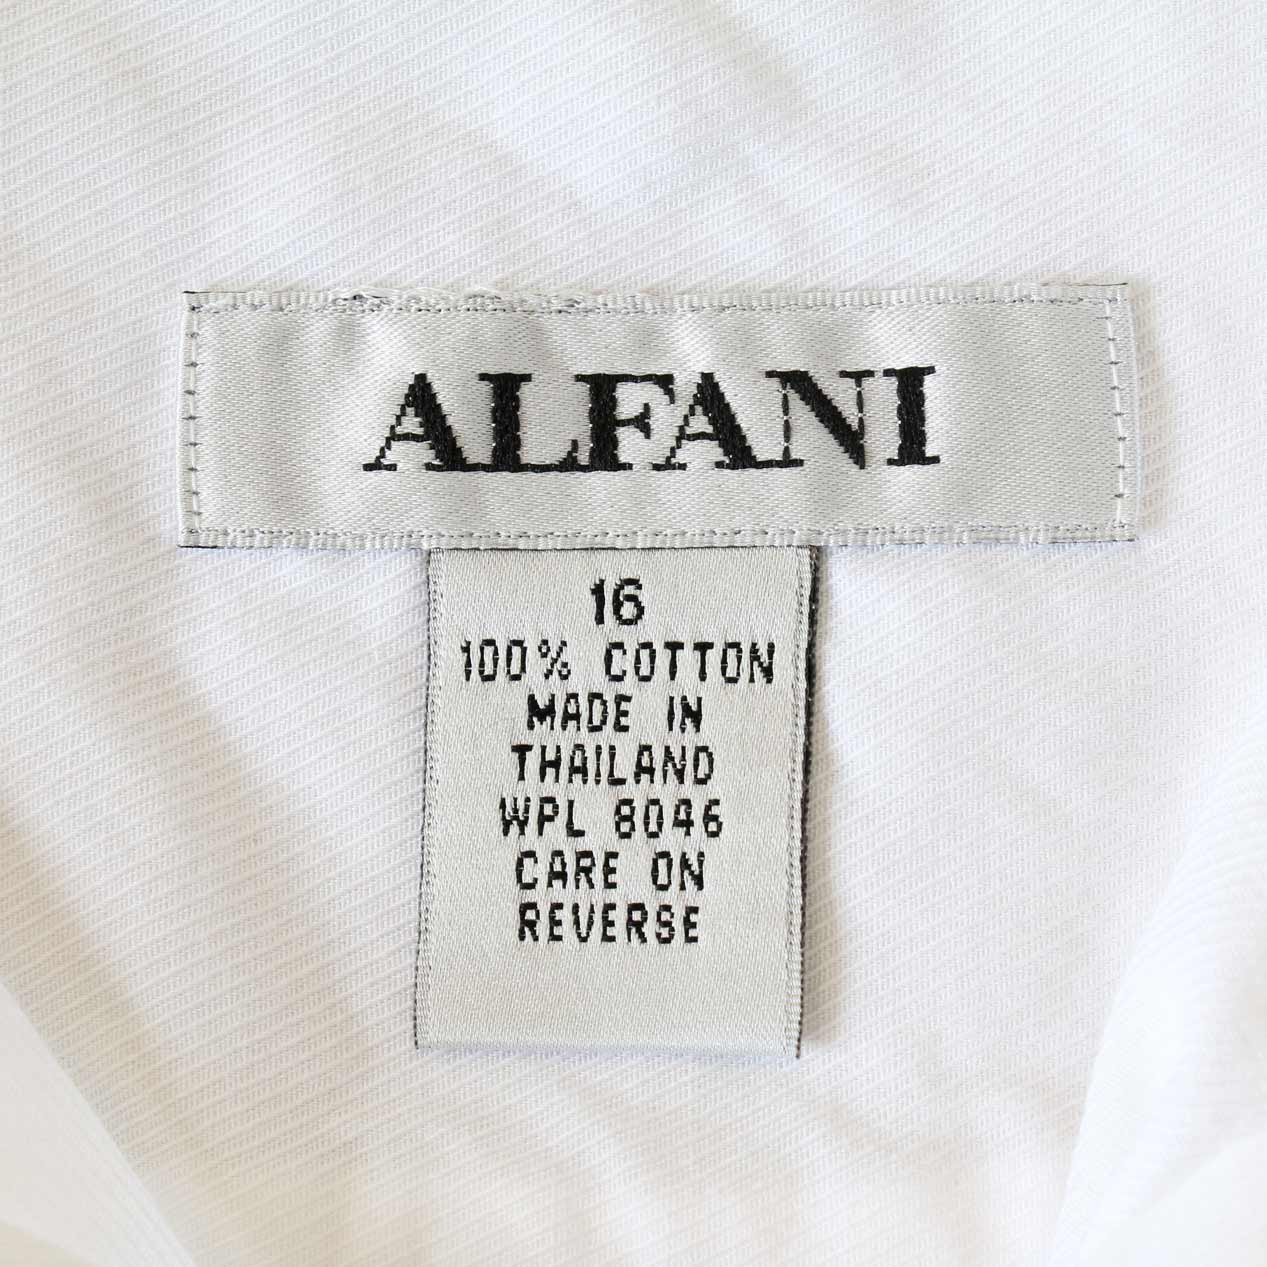 ALFANI
16
100% COTTON
MADE IN
THAILAND
WPL 8046
CARE ON
REVERSE